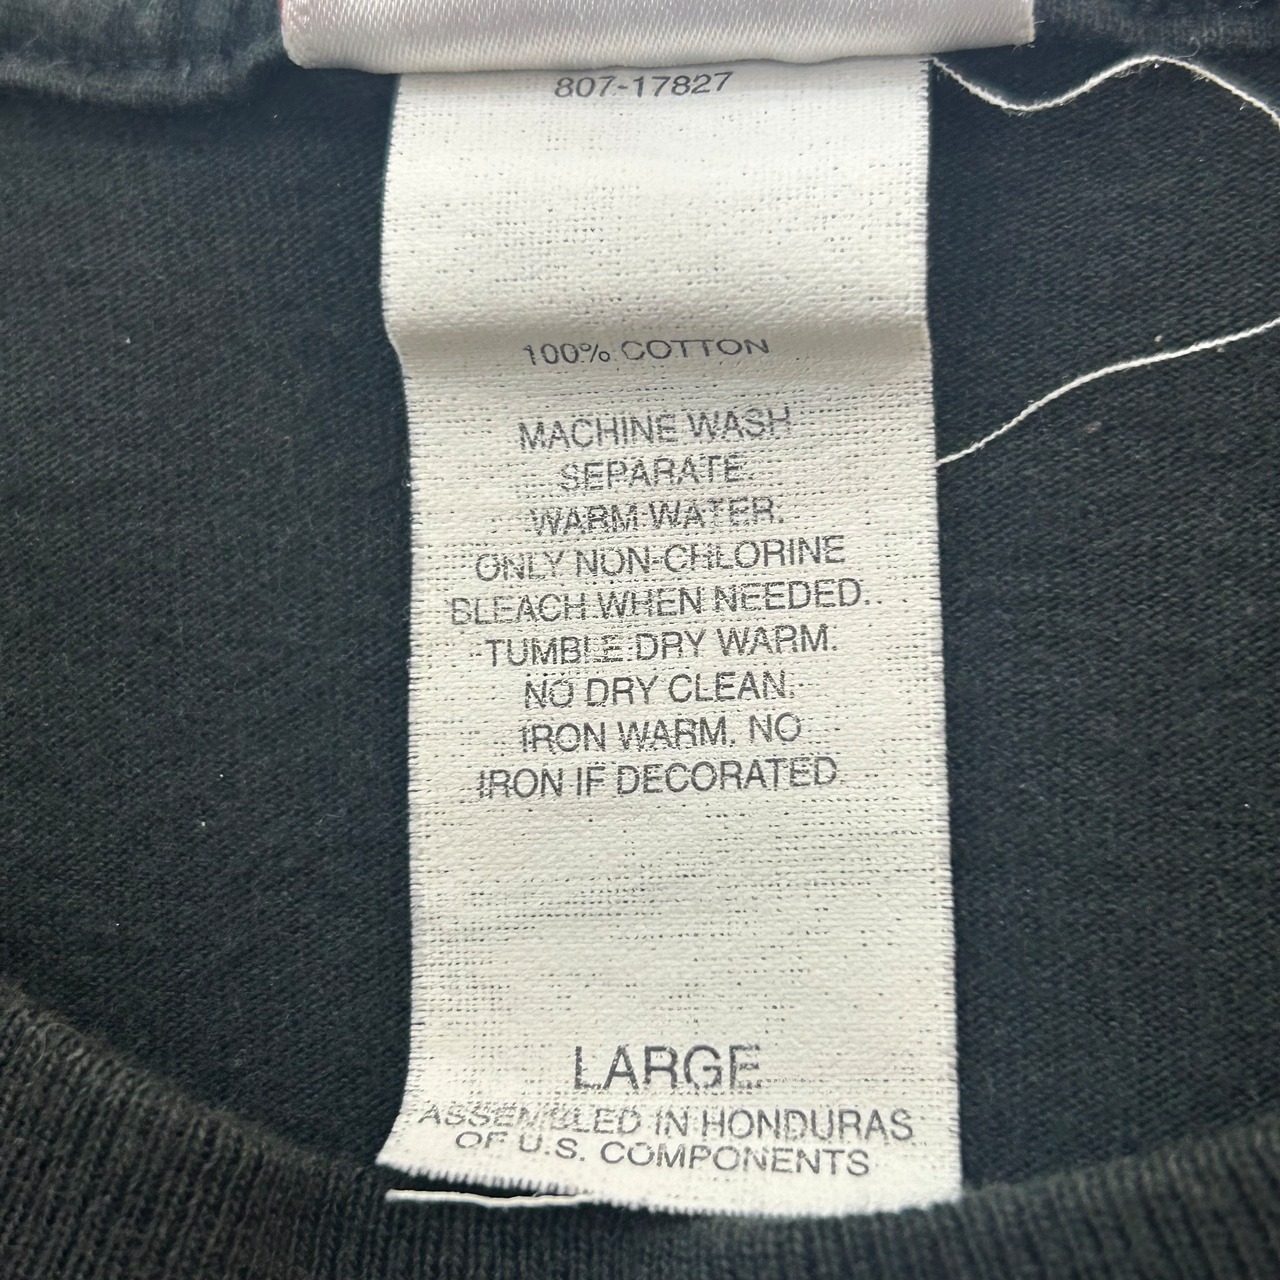 807-17827
100% COTTON
MACHINE WASH
SEPARATE.
WARM WATER.
ONLY NON-CHLORINE
BLEACH WHEN NEEDED.
TUMBLE DRY WARM.
NO DRY CLEAN.
IRON WARM. NO
IRON IF DECORATED.
LARGE
ASSEMBLED IN HONDURAS
OF U.S. COMPONENTS